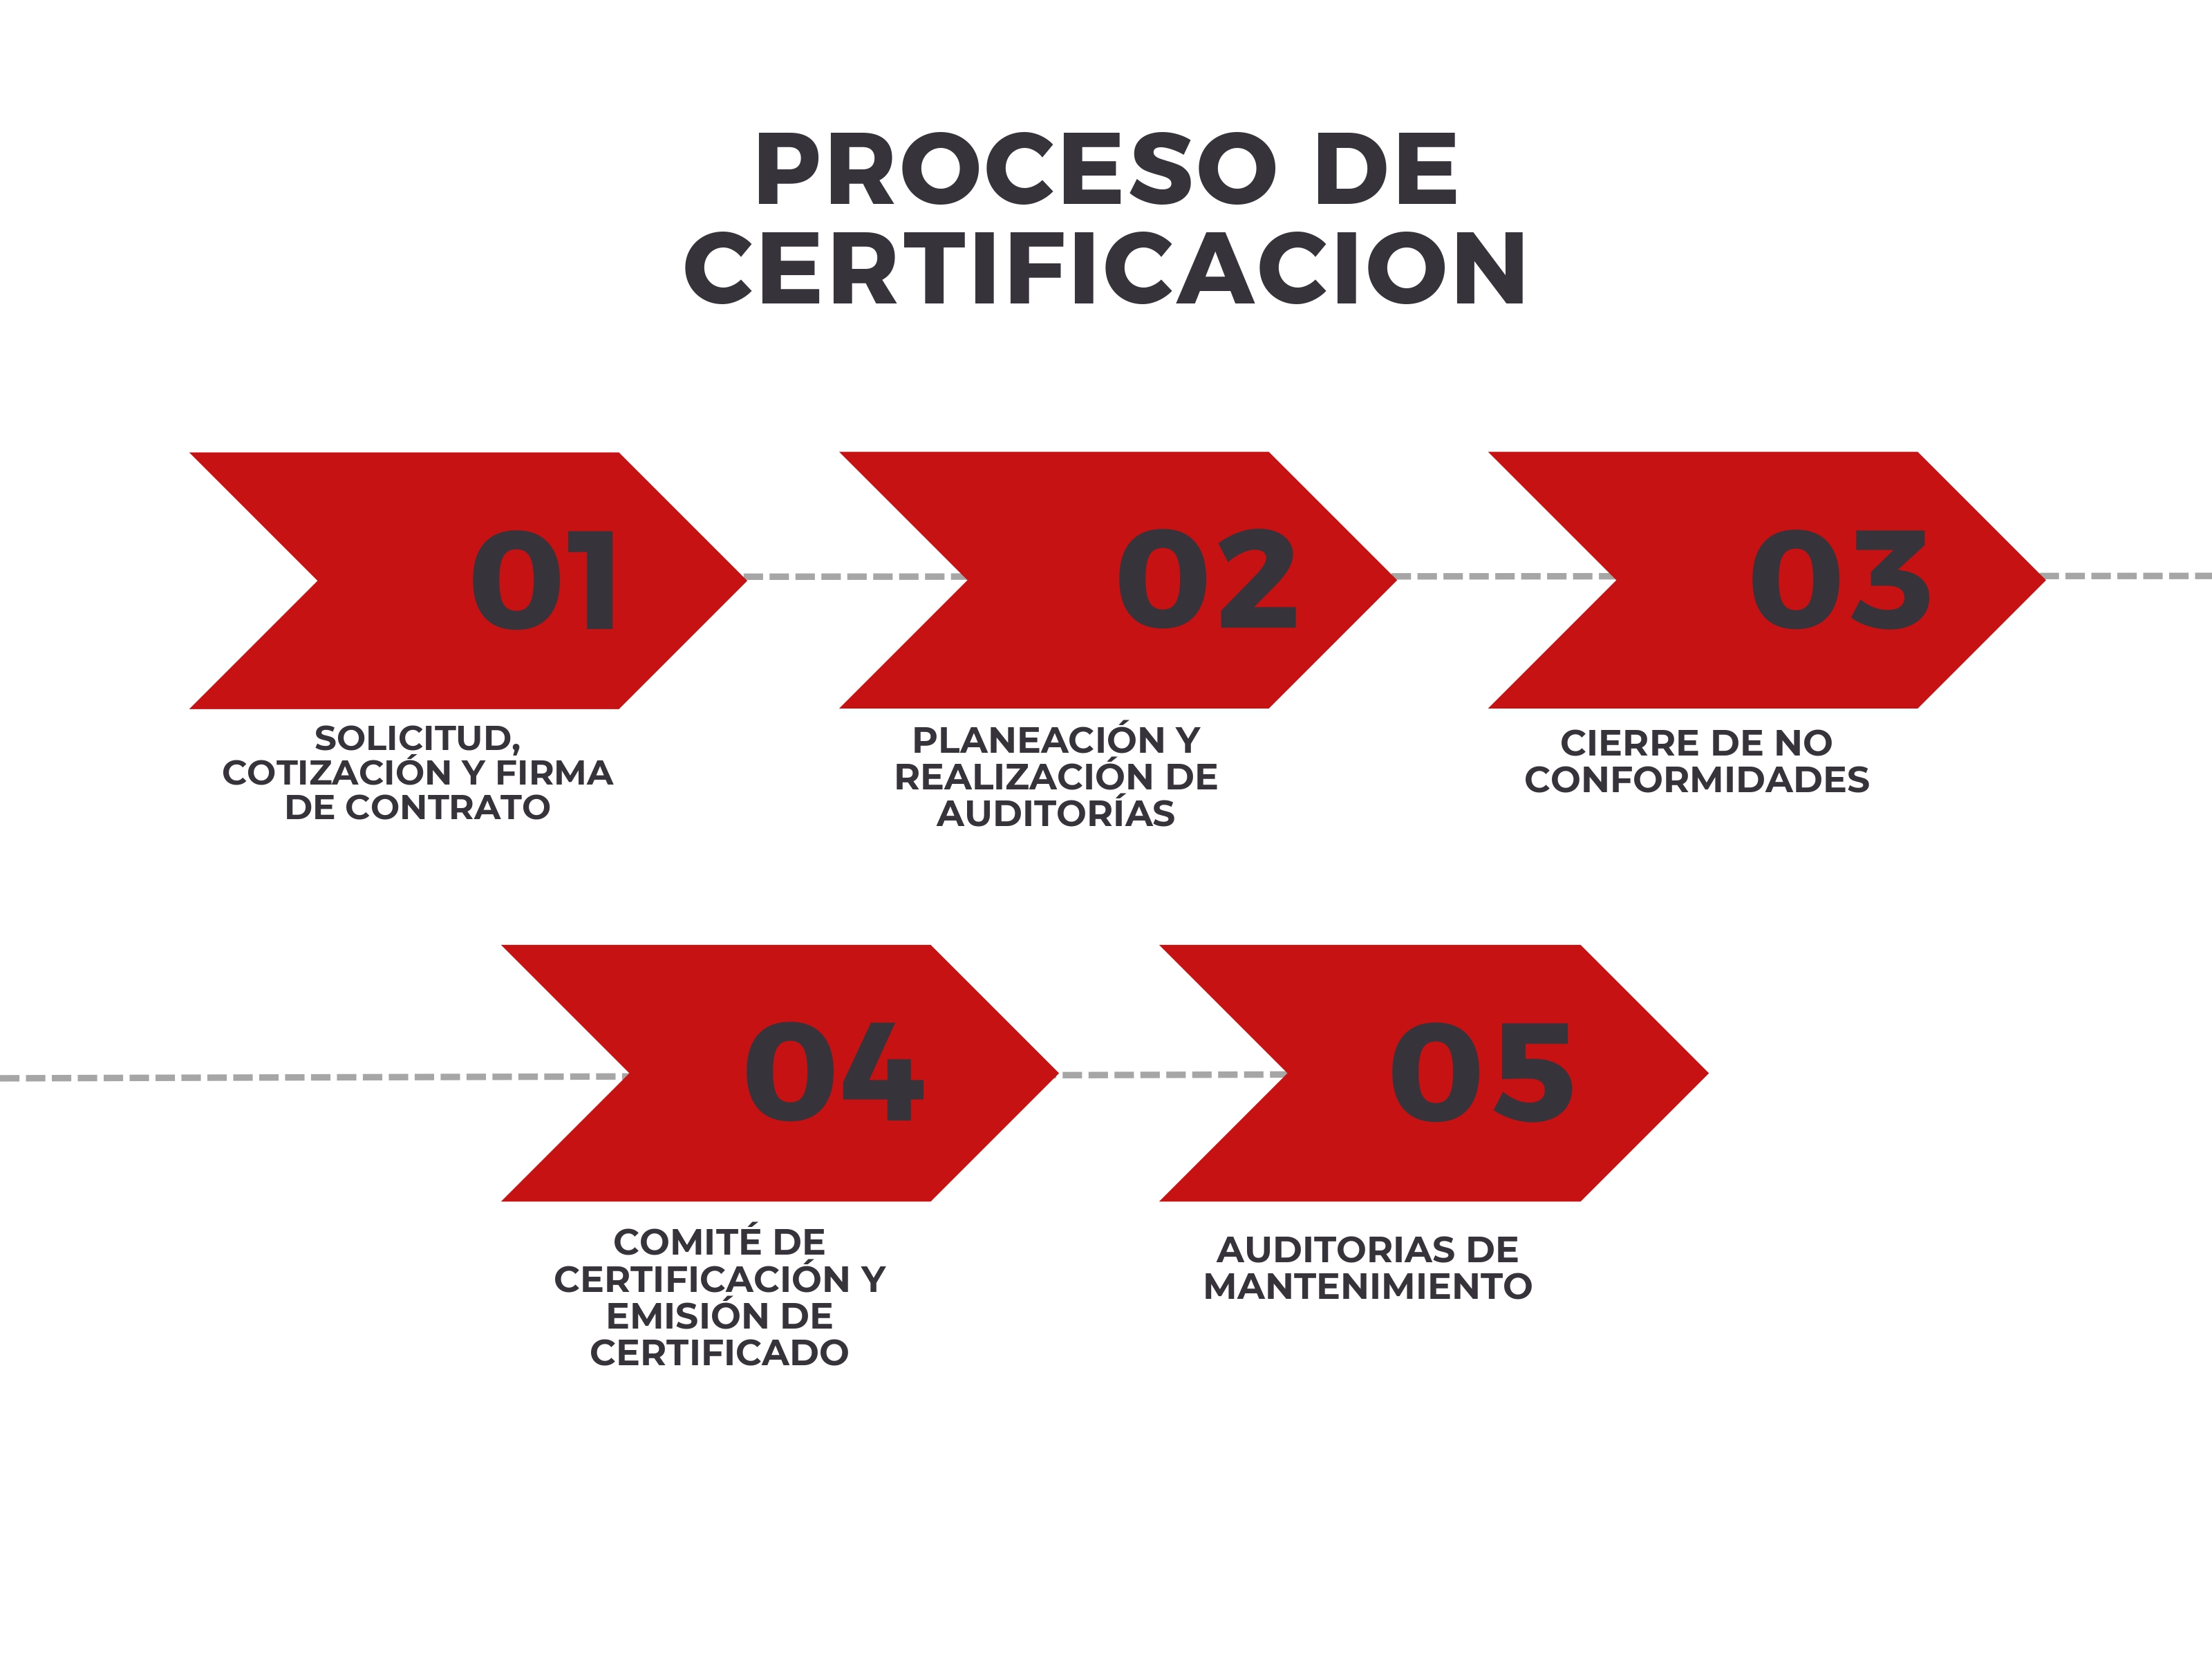 PROCESO DE
CERTIFICACION
01
SOLICITUD,
COTIZACIÓN Y FIRMA
DE CONTRATO
02
PLANEACIÓN Y
REALIZACIÓN DE
AUDITORÍAS
03
CIERRE DE NO
CONFORMIDADES
04
COMITÉ DE
CERTIFICACIÓN Y
EMISIÓN DE
CERTIFICADO
05
AUDITORIAS DE
MANTENIMIENTO